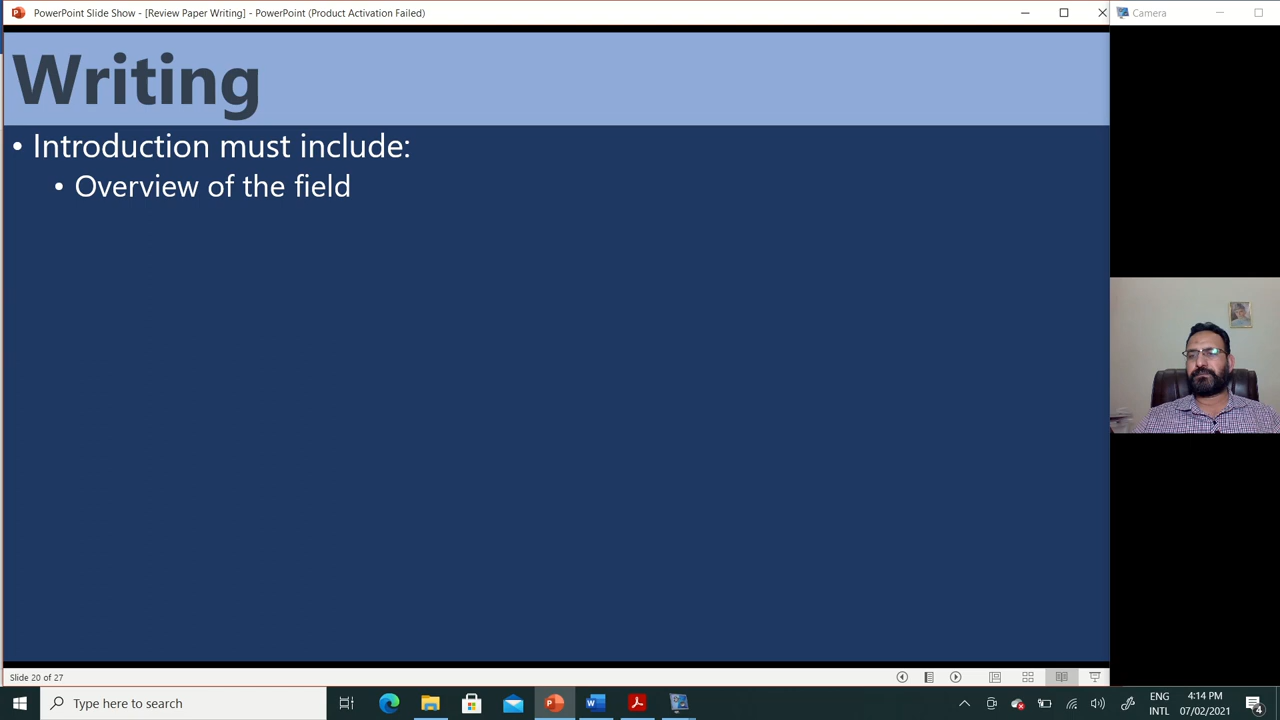 PowerPoint Slide Show - [Review Paper Writing] - PowerPoint (Product Activation Failed)
Camera
Writing
• Introduction must include:
• Overview of the field
Slide 20 of 27
Type here to search
ENG
INTL
4:14 PM
07/02/2021
4